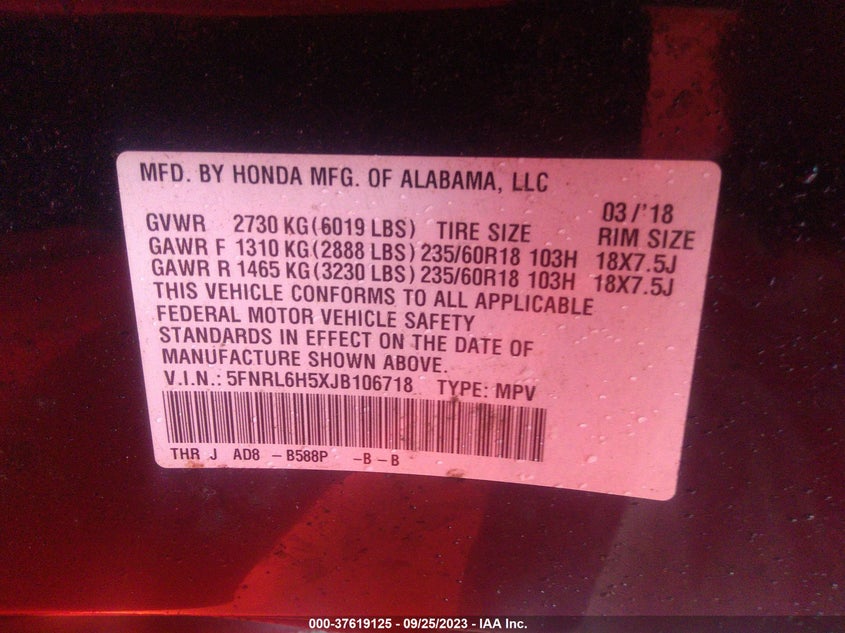 MFD. BY HONDA MFG. OF ALABAMA, LLC
03/'18
GVWR 2730 KG(6019 LBS) TIRE SIZE RIM SIZE
GAWR F 1310 KG(2888 LBS) 235/60R18 103H 18X7.5J
GAWR R 1465 KG(3230 LBS) 235/60R18 103H 18X7.5J
THIS VEHICLE CONFORMS TO ALL APPLICABLE
FEDERAL MOTOR VEHICLE SAFETY
STANDARDS IN EFFECT ON THE DATE OF
MANUFACTURE SHOWN ABOVE.
V.I.N.: 5FNRL6H5XJB106718 TYPE: MPV
THR J AD8 -B588P -B-B
000-37619125 - 09/25/2023 - IAA Inc.